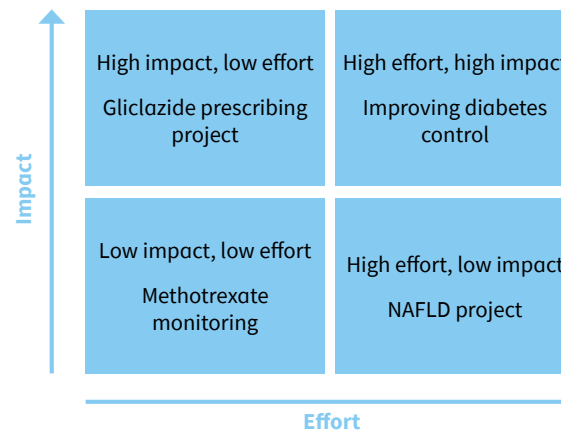 Impact
High impact, low effort
Gliclazide prescribing
project
High effort, high impact
Improving diabetes
control
Low impact, low effort
Methotrexate
monitoring
High effort, low impact
NAFLD project
Effort